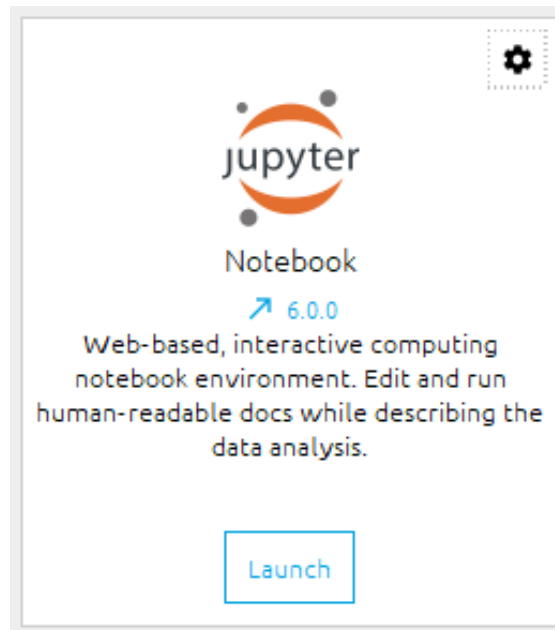 jupyter
Notebook
6.0.0
Web-based, interactive computing
notebook environment. Edit and run
human-readable docs while describing the
data analysis.
Launch